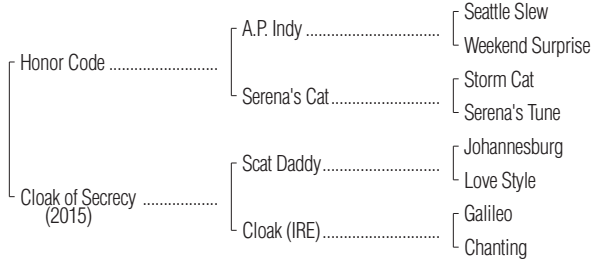 Seattle Slew
A.P. Indy
Weekend Surprise
Honor Code
Storm Cat
Serena's Cat
Serena's Tune
Johannesburg
Scat Daddy
Love Style
Cloak of Secrecy
(2015)
Galileo
Cloak (IRE)
Chanting